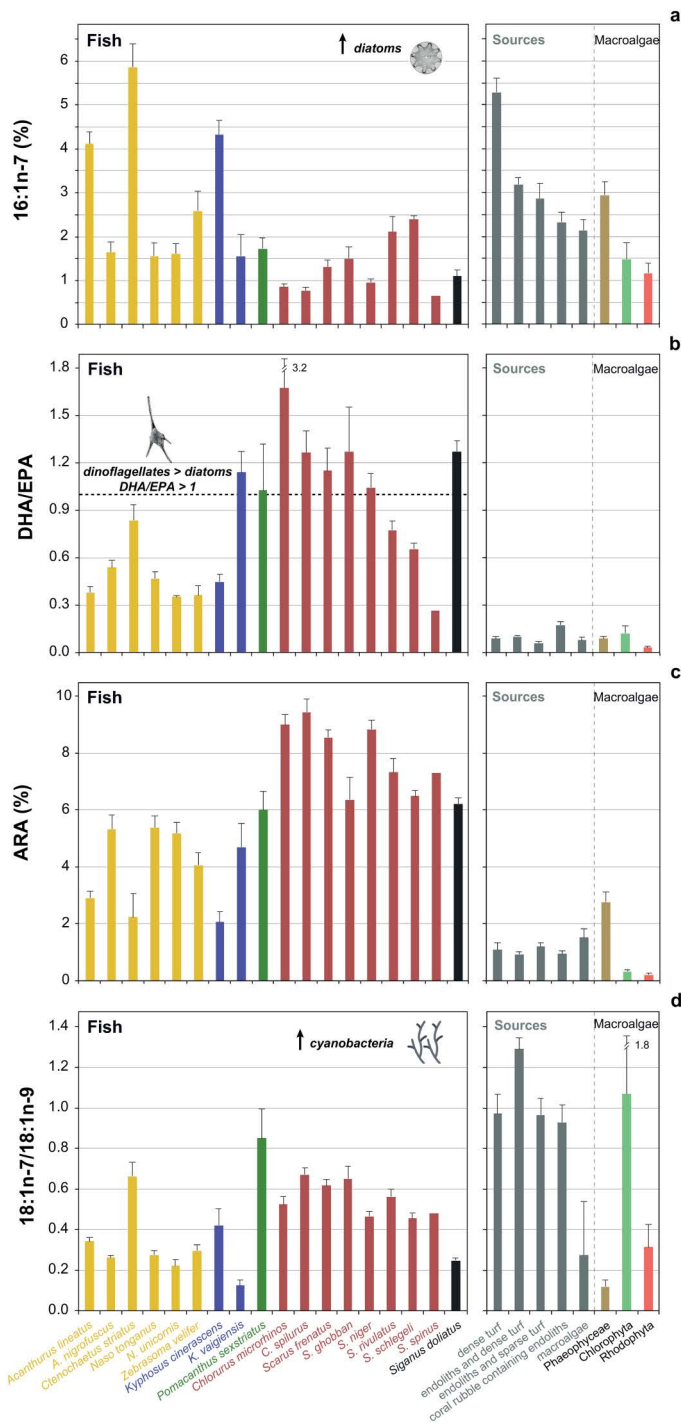 a
Fish
↑ diatoms
Sources
Macroalgae
16:1n-7 (%)
6
5
4
3
2
1
0
b
Fish
3.2
dinoflagellates > diatoms
DHA/EPA > 1
Sources
Macroalgae
DHA/EPA
1.8
1.5
1.2
0.9
0.6
0.3
0.0
c
Fish
Sources
Macroalgae
ARA (%)
10
8
6
4
2
0
d
Fish
↑ cyanobacteria
Sources
Macroalgae
1.8
18:1n-7/18:1n-9
1.4
1.2
1.0
0.8
0.6
0.4
0.2
0.0
Acanthurus lineatus
A. nigrofuscus
Ctenochaetus striatus
Naso tonganus
N. unicornis
Zebrasoma velifer
Kyphosus cinerascens
K. vaigiensis
Pomacanthus sexstriatus
Chlorurus microrhinos
C. spilurus
Scarus frenatus
S. ghobban
S. niger
S. rivulatus
S. schlegeli
S. spinus
Siganus doliatus
dense turf
endoliths and dense turf
endoliths and sparse turf
coral rubble containing endoliths
macroalgae
Phaeophyceae
Chlorophyta
Rhodophyta